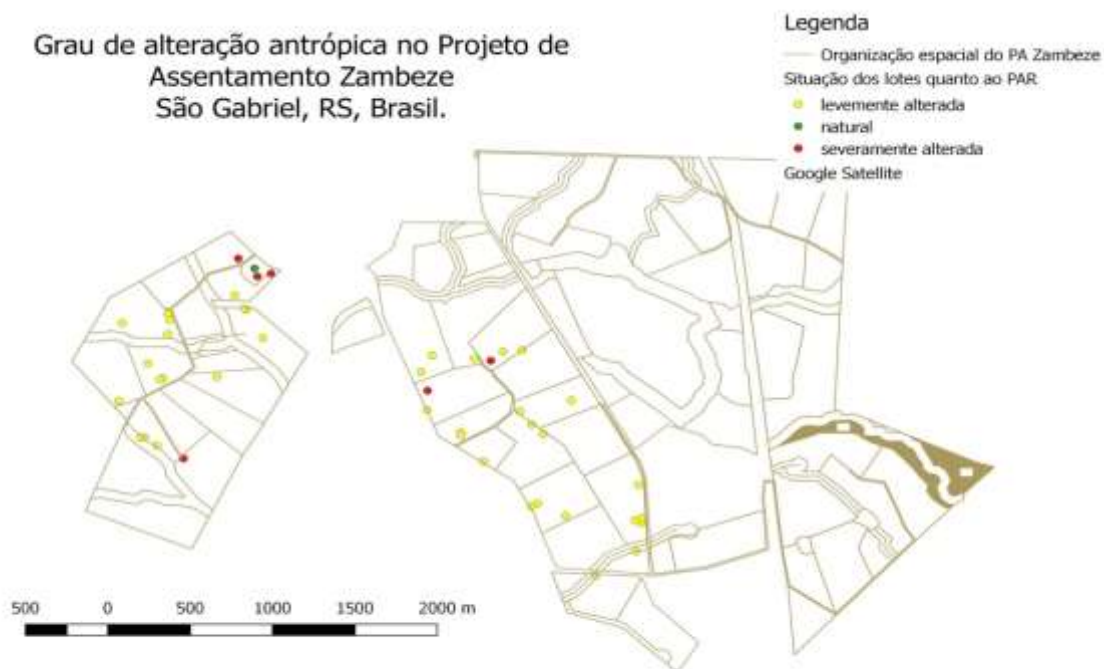 Grau de alteração antrópica no Projeto de
Assentamento Zambeze
São Gabriel, RS, Brasil.
Legenda
Organização espacial do PA Zambeze
Situação dos lotes quanto ao PAR
levemente alterada
natural
severamente alterada
Google Satellite
500 0 500 1000 1500 2000 m